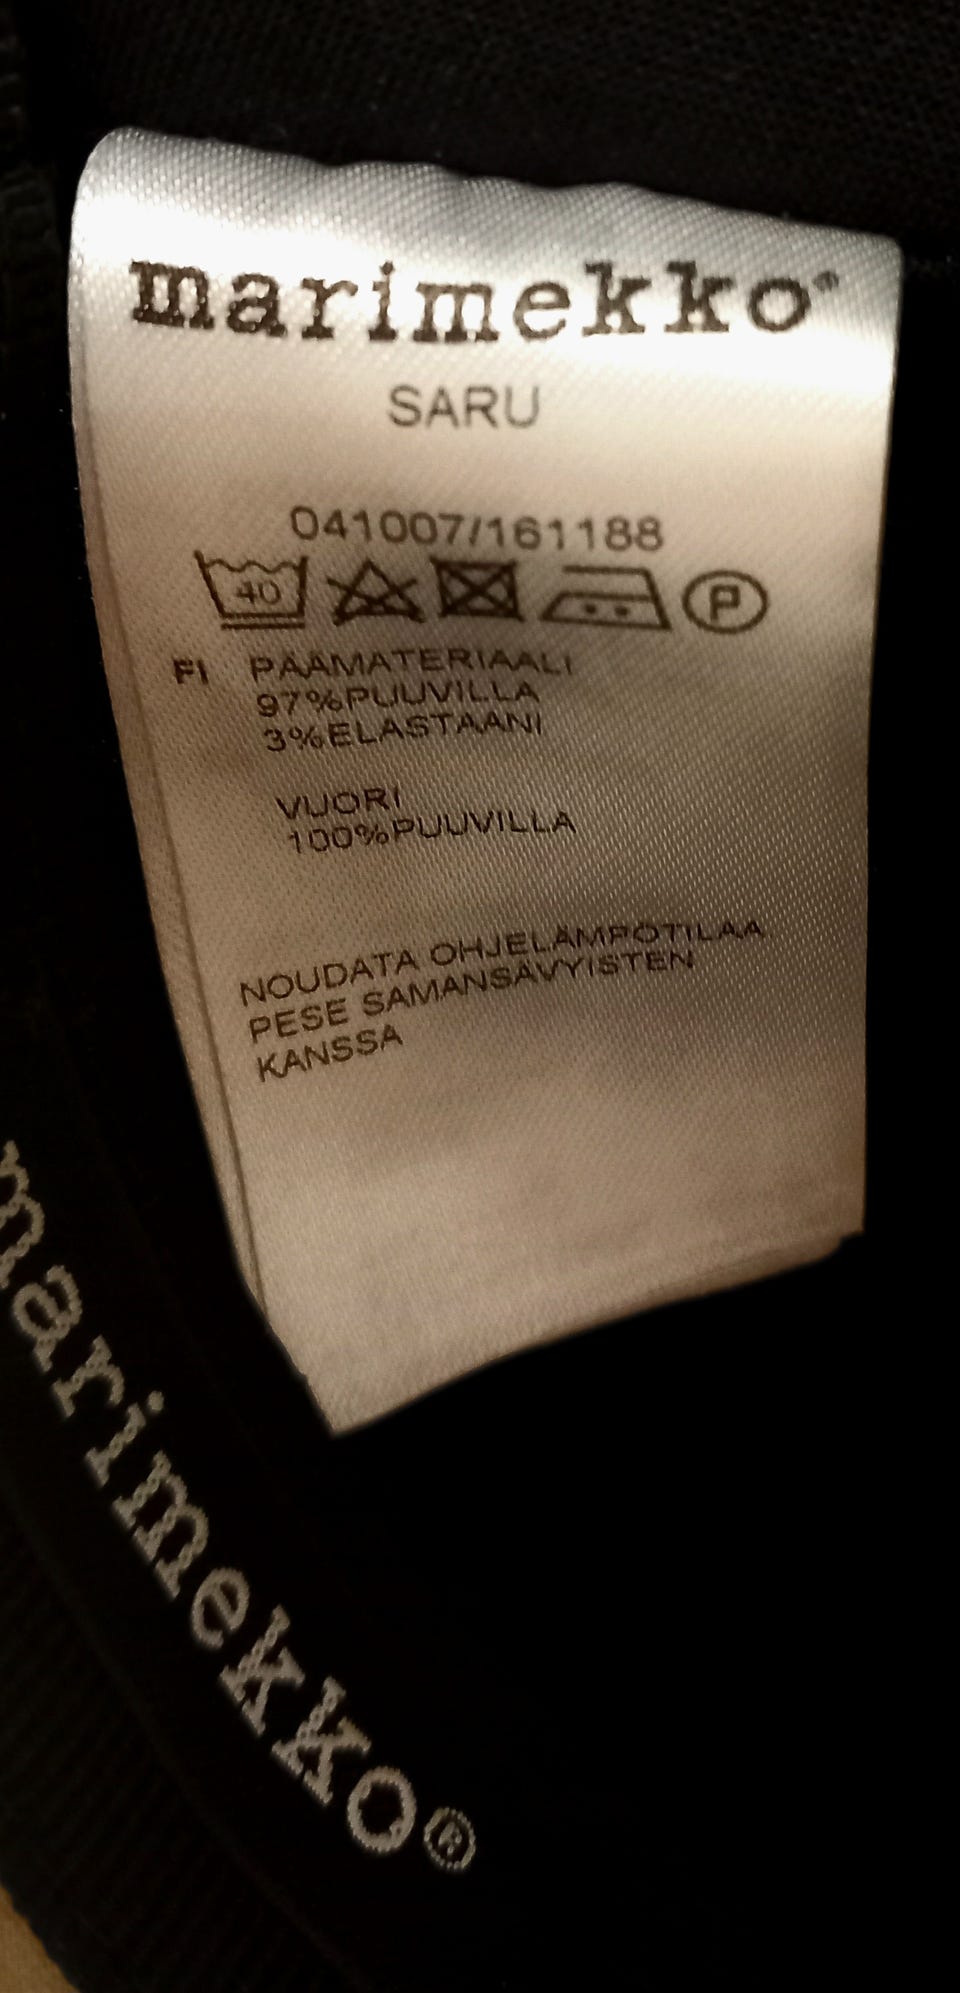 marimekko®
SARU
041007/161188
40 P
FI PÄÄMATERIAALI
97%PUUVILLA
3%ELASTAANI
VUORI
100%PUUVILLA
NOUDATA OHJELÄMPÖTILAA
PESE SAMANSÄVYISTEN
KANSSA
marimekko®